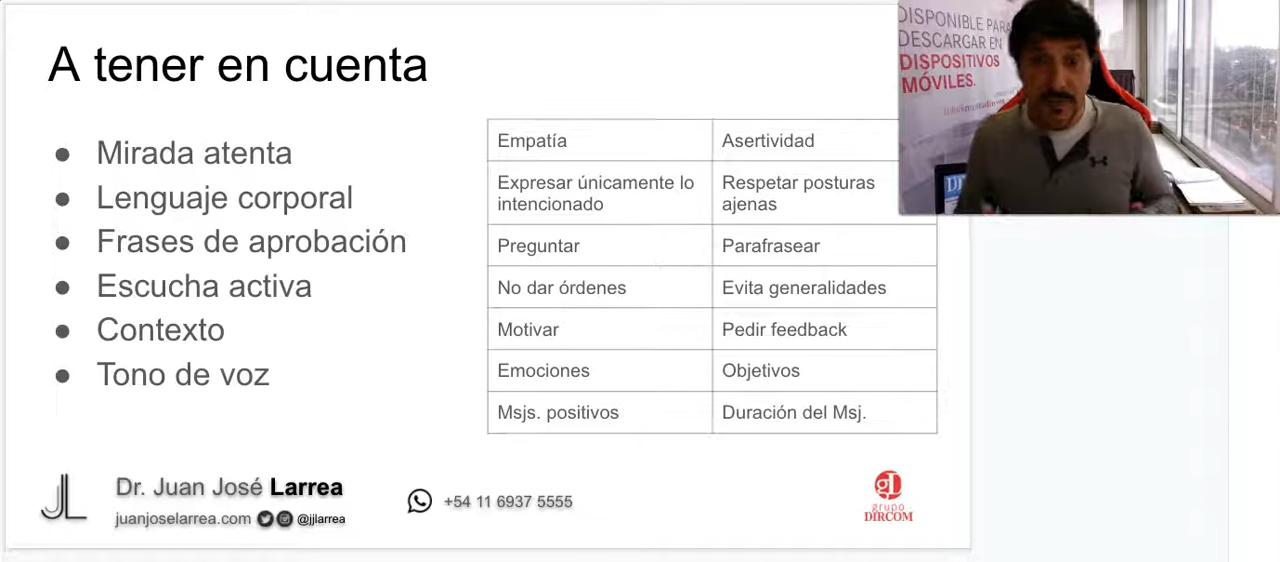 A tener en cuenta
● Mirada atenta
● Lenguaje corporal
● Frases de aprobación
● Escucha activa
● Contexto
● Tono de voz
Empatía Asertividad
Expresar únicamente lo
intencionado
Respetar posturas
ajenas
Preguntar Parafrasear
No dar órdenes Evita generalidades
Motivar Pedir feedback
Emociones Objetivos
Msjs. positivos Duración del Msj.
DISPONIBLE PARA
DESCARGAR EN
DISPOSITIVOS
MÓVILES.
JL
Dr. Juan José Larrea
juanjoselarrea.com @jjlarrea
+54 11 6937 5555
gD
grupo
DIRCOM